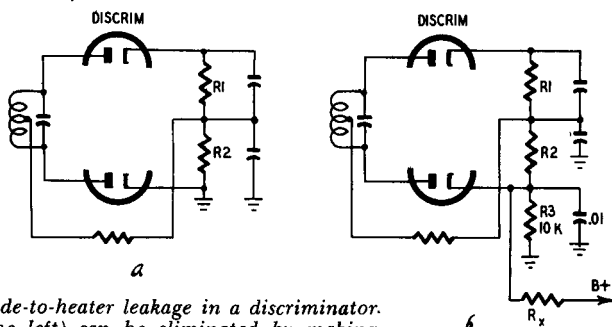 DISCRIM
DISCRIM
R1
R2
a
R1
R2
R3
10 K
.01
B+
Rx
b
de-to-heater leakage in a discriminator.
left) can be eliminated by making